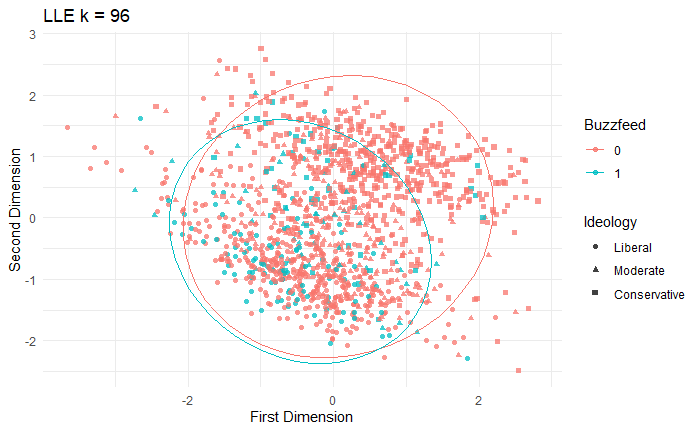 LLE k = 96
3
2
1
0
-1
-2
Second Dimension
-2
0
2
First Dimension
Buzzfeed
0
1
Ideology
Liberal
Moderate
Conservative